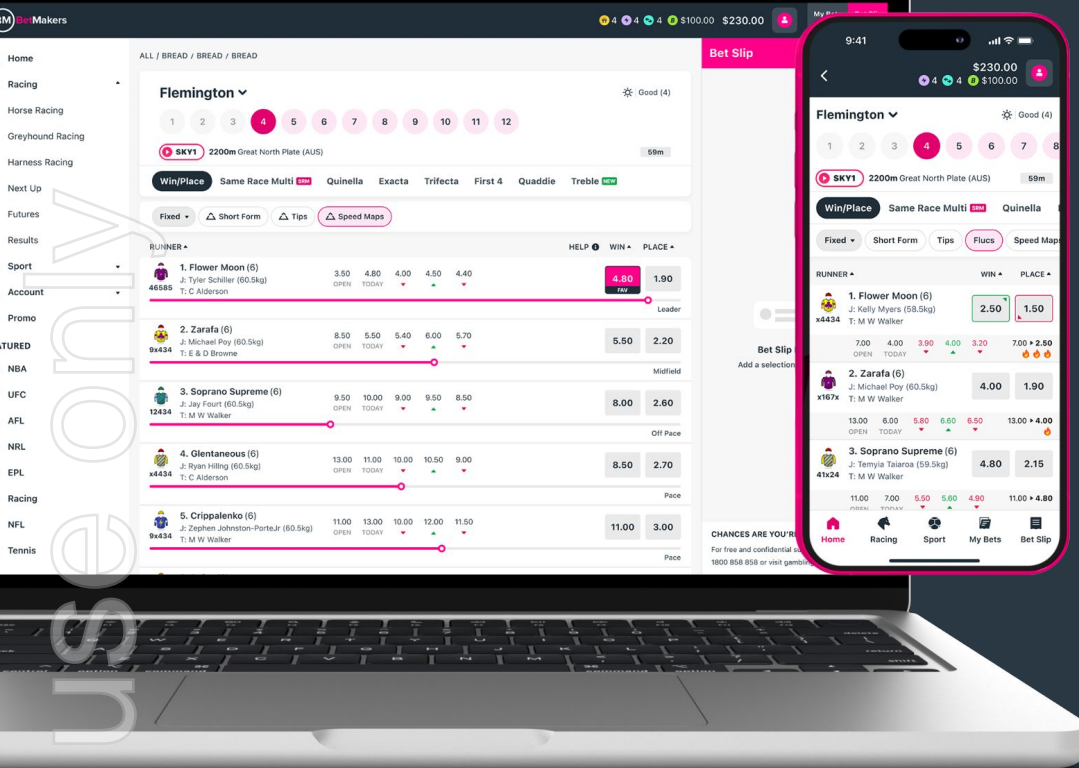 BetMakers
4 4 4 $100.00 $230.00
Home
Racing
Horse Racing
Greyhound Racing
Harness Racing
Next Up
Futures
Results
Sport
Account
Promo
NBA
UFC
AFL
NRL
EPL
Racing
NFL
Tennis
ALL / BREAD / BREAD / BREAD
Flemington
Good (4)
1 2 3 4 5 6 7 8 9 10 11 12
SKY1 2200m Great North Plate (AUS) 59m
Win/Place Same Race Multi SRM Quinella Exacta Trifecta First 4 Quaddie Treble NEW
Fixed Short Form Tips Speed Maps
RUNNER HELP WIN PLACE
1. Flower Moon (6)
J: Tyler Schiller (60.5kg)
T: C Alderson
46585
3.50 4.80 4.00 4.50 4.40
OPEN TODAY
4.80 1.90
FAV
Leader
2. Zarafa (6)
J: Michael Poy (60.5kg)
T: E & D Browne
9x434
8.50 5.50 5.40 6.00 5.70
OPEN TODAY
5.50 2.20
Midfield
3. Soprano Supreme (6)
J: Jay Fourt (60.5kg)
T: M W Walker
12434
9.50 10.00 9.00 9.50 8.50
OPEN TODAY
8.00 2.60
Off Pace
4. Glentaneous (6)
J: Ryan Hillng (60.5kg)
T: C Alderson
x4434
13.00 11.00 10.00 10.50 9.00
OPEN TODAY
8.50 2.70
Pace
5. Crippalenko (6)
J: Zephen Johnston-PorteJr (60.5kg)
T: M W Walker
9x434
11.00 13.00 10.00 12.00 11.50
OPEN TODAY
11.00 3.00
Pace
Bet Slip
Bet Slip
Add a selection
CHANCES ARE YOU'R
For free and confidential
1800 858 858 or visit
9:41
$230.00
4 4 $100.00
Flemington
Good (4)
1 2 3 4 5 6 7 8
SKY1 2200m Great North Plate (AUS) 59m
Win/Place Same Race Multi SRM Quinella
Fixed Short Form Tips Flucs Speed Maps
RUNNER WIN PLACE
1. Flower Moon (6)
J: Kelly Myers (58.5kg)
T: M W Walker
x4434
2.50 1.50
7.00 4.00 3.90 4.00 3.20 7.00 2.50
OPEN TODAY
2. Zarafa (6)
J: Michael Poy (60.5kg)
T: M W Walker
x167x
4.00 1.90
13.00 6.00 5.80 6.60 6.50 13.00 4.00
OPEN TODAY
3. Soprano Supreme (6)
J: Temyia Taiaroa (59.5kg)
T: M W Walker
41x24
4.80 2.15
11.00 7.00 5.50 5.60 4.90 11.00 4.80
OPEN TODAY
Home Racing Sport My Bets Bet Slip
use only
control option command command option
delete
return
shift